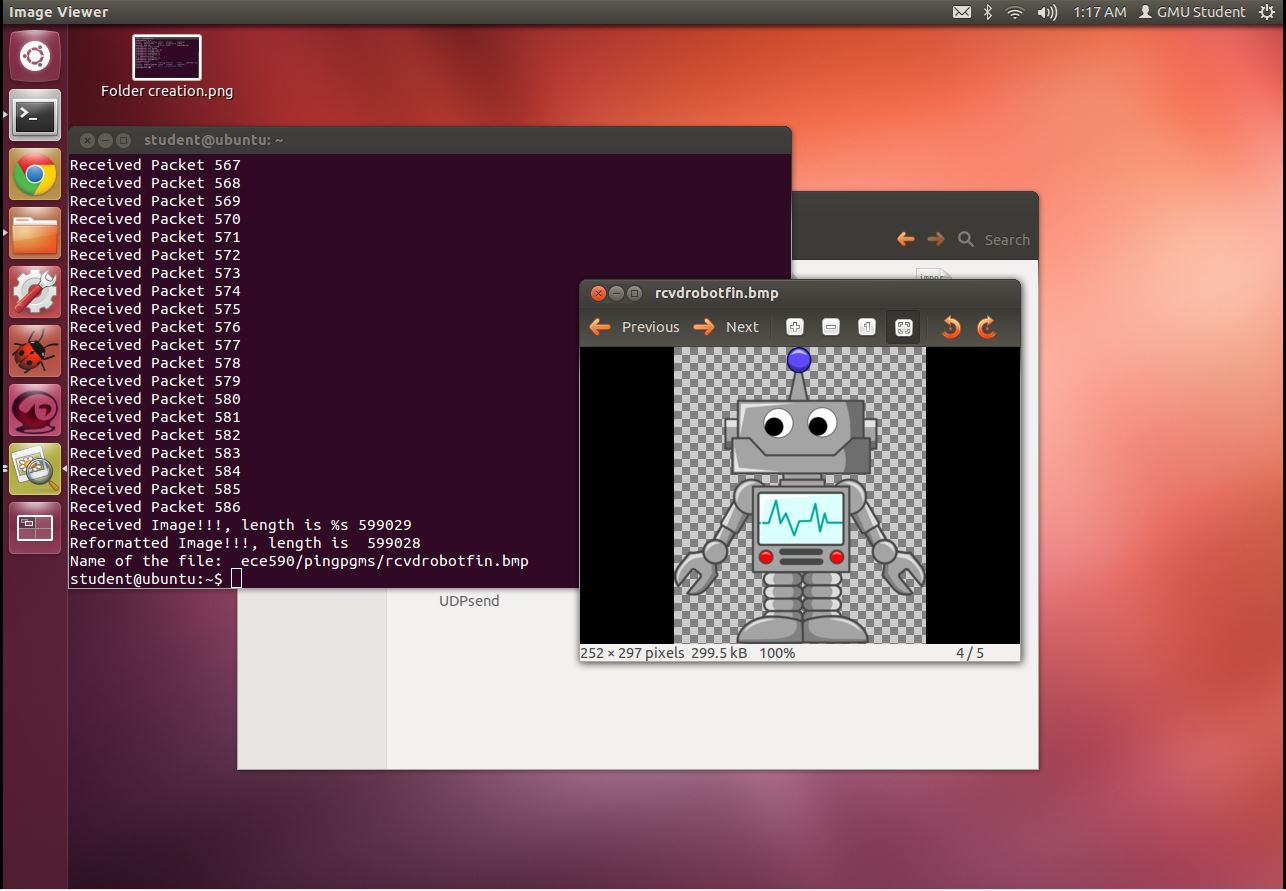 Image Viewer
1:17 AM GMU Student
Folder creation.png
student@ubuntu: ~
Received Packet 567
Received Packet 568
Received Packet 569
Received Packet 570
Received Packet 571
Received Packet 572
Received Packet 573
Received Packet 574
Received Packet 575
Received Packet 576
Received Packet 577
Received Packet 578
Received Packet 579
Received Packet 580
Received Packet 581
Received Packet 582
Received Packet 583
Received Packet 584
Received Packet 585
Received Packet 586
Received Image!!!, length is %s 599029
Reformatted Image!!!, length is  599028
Name of the file:  ece590/pingpgms/rcvdrobotfin.bmp
student@ubuntu:~$
Search
rcvdrobotfin.bmp
Previous Next
252 × 297 pixels 299.5 kB 100% 4 / 5
UDPsend